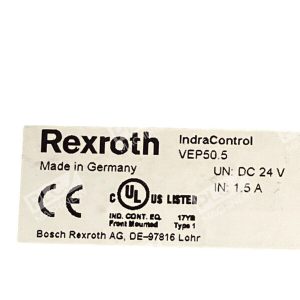 Rexroth IndraControl
VEP50.5
Made in Germany UN: DC 24 V
IN: 1.5 A
CE C UL US LISTED
IND. CONT. EQ. 17YB
Front Mounted Type 1
Bosch Rexroth AG, DE-97816 Lohr